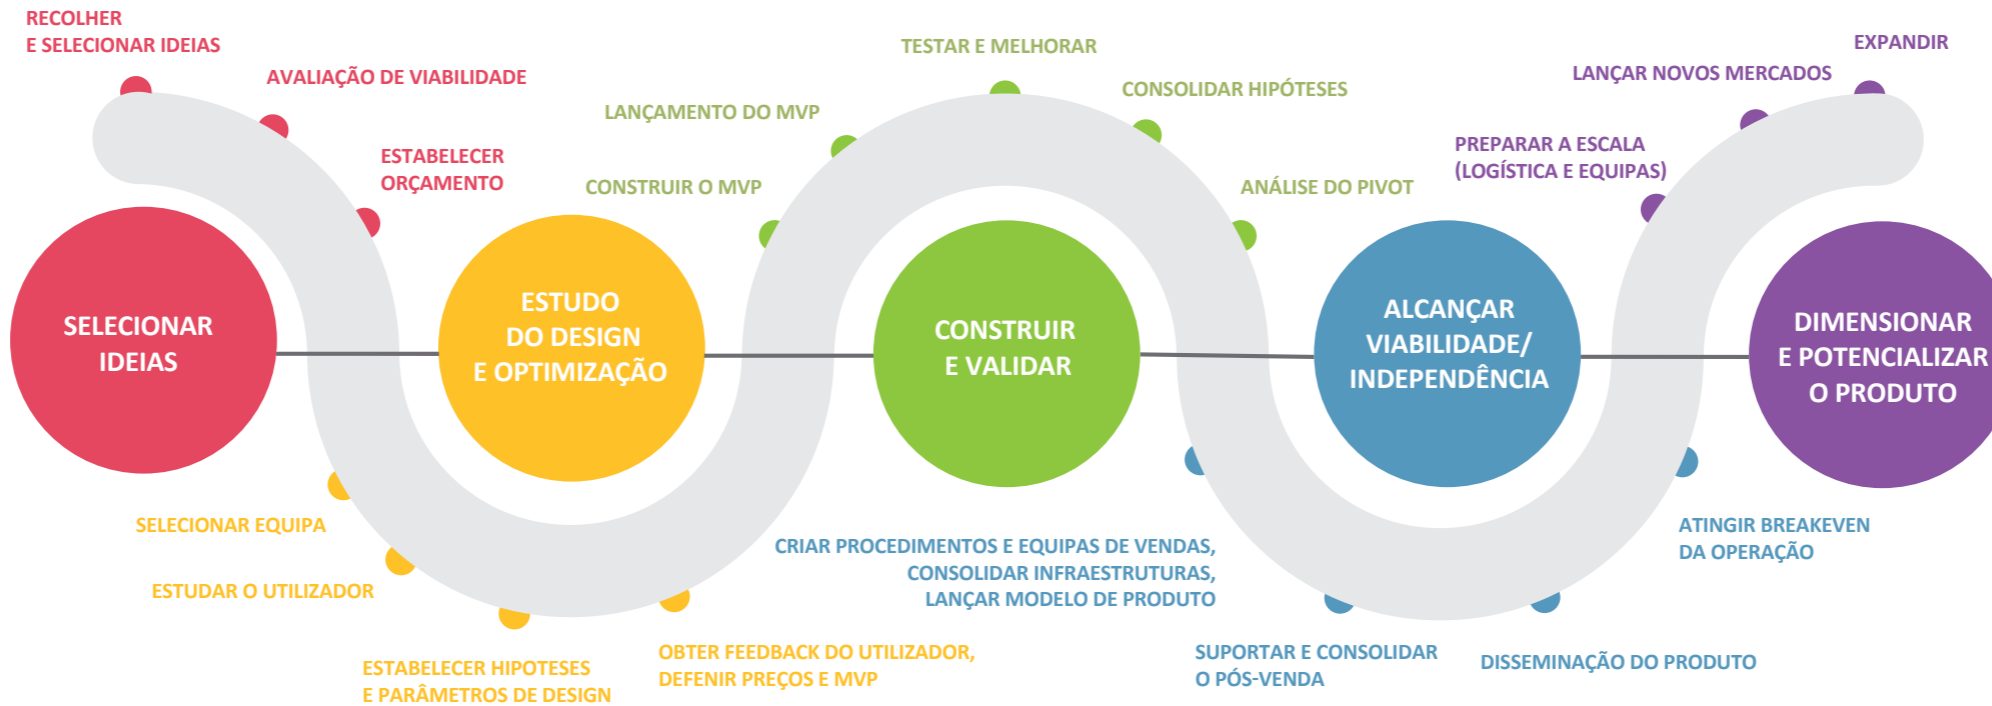 RECOLHER
E SELECIONAR IDEIAS
AVALIAÇÃO DE VIABILIDADE
ESTABELECER
ORÇAMENTO
SELECIONAR
IDEIAS
SELECIONAR EQUIPA
ESTUDAR O UTILIZADOR
ESTABELECER HIPOTESES
E PARÂMETROS DE DESIGN
OBTER FEEDBACK DO UTILIZADOR,
DEFENIR PREÇOS E MVP
ESTUDO
DO DESIGN
E OPTIMIZAÇÃO
CONSTRUIR O MVP
LANÇAMENTO DO MVP
TESTAR E MELHORAR
CONSOLIDAR HIPÓTESES
ANÁLISE DO PIVOT
CONSTRUIR
E VALIDAR
CRIAR PROCEDIMENTOS E EQUIPAS DE VENDAS,
CONSOLIDAR INFRAESTRUTURAS,
LANÇAR MODELO DE PRODUTO
SUPORTAR E CONSOLIDAR
O PÓS-VENDA
DISSEMINAÇÃO DO PRODUTO
ATINGIR BREAKEVEN
DA OPERAÇÃO
ALCANÇAR
VIABILIDADE/
INDEPENDÊNCIA
PREPARAR A ESCALA
(LOGÍSTICA E EQUIPAS)
LANÇAR NOVOS MERCADOS
EXPANDIR
DIMENSIONAR
E POTENCIALIZAR
O PRODUTO